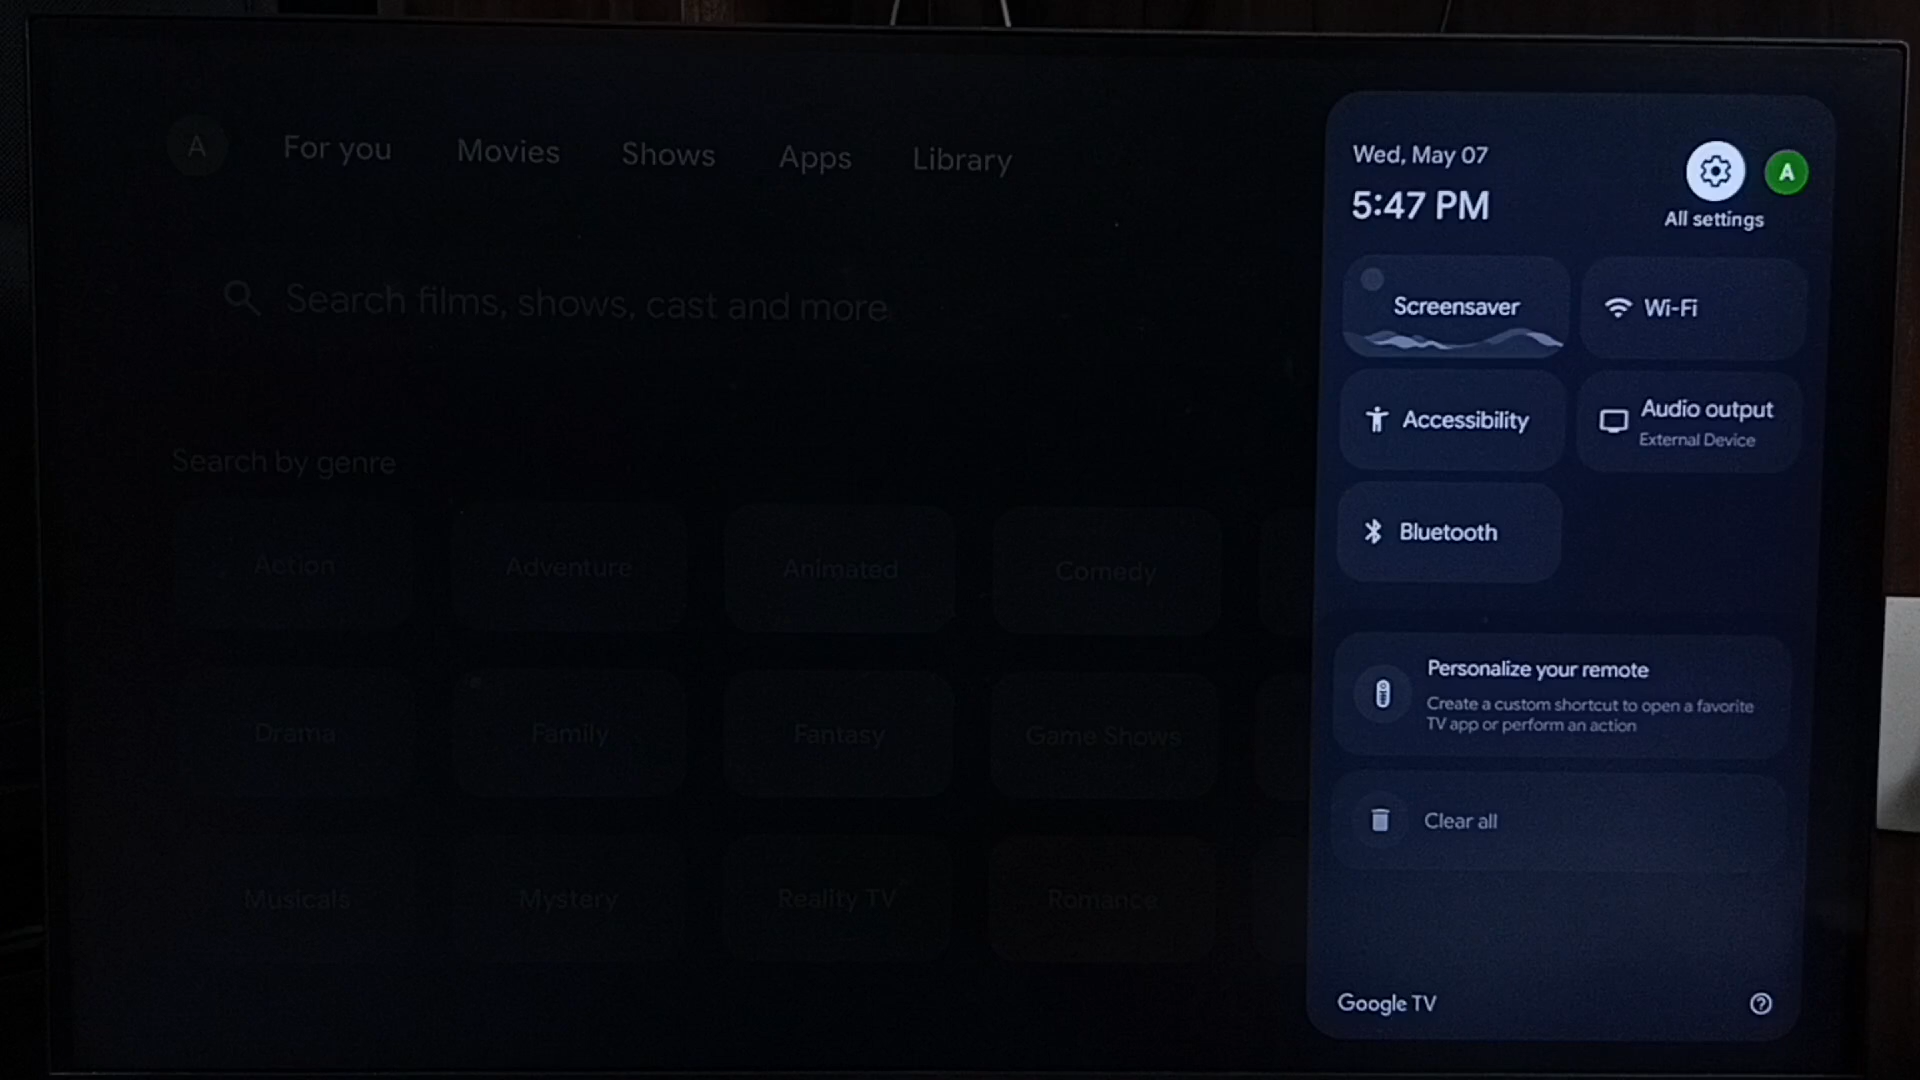 A
For you
Movies
Shows
Apps
Library
Search films, shows, cast and more
Search by genre
Action
Adventure
Animated
Comedy
Drama
Family
Fantasy
Game Shows
Musicals
Mystery
Reality TV
Romance
Wed, May 07
5:47 PM
All settings
A
Screensaver
Wi-Fi
Accessibility
Audio output
External Device
Bluetooth
Personalize your remote
Create a custom shortcut to open a favorite
TV app or perform an action
Clear all
Google TV